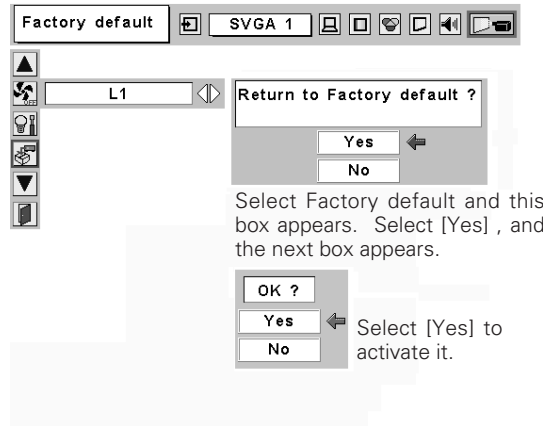 Factory default
SVGA 1
OFF
L1
Return to Factory default ?
Yes
No
Select Factory default and this
box appears. Select [Yes] , and
the next box appears.
OK ?
Yes
No
Select [Yes] to
activate it.